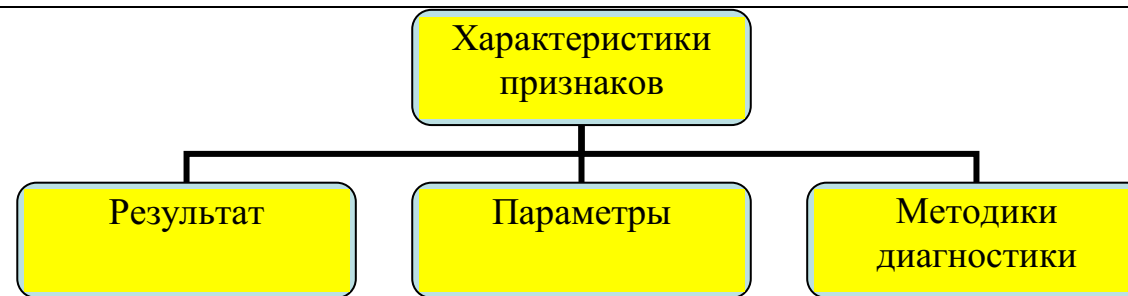 Характеристики
признаков
Результат
Параметры
Методики
диагностики